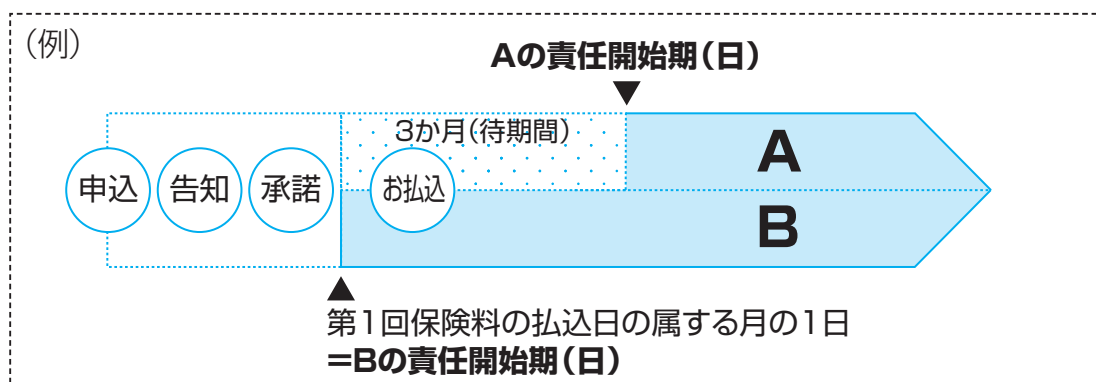 （例）
Aの責任開始期（日）
▼
3か月（待期間）
A
申込 告知 承諾 お払込
B
▲
第1回保険料の払込日の属する月の1日
＝Bの責任開始期（日）